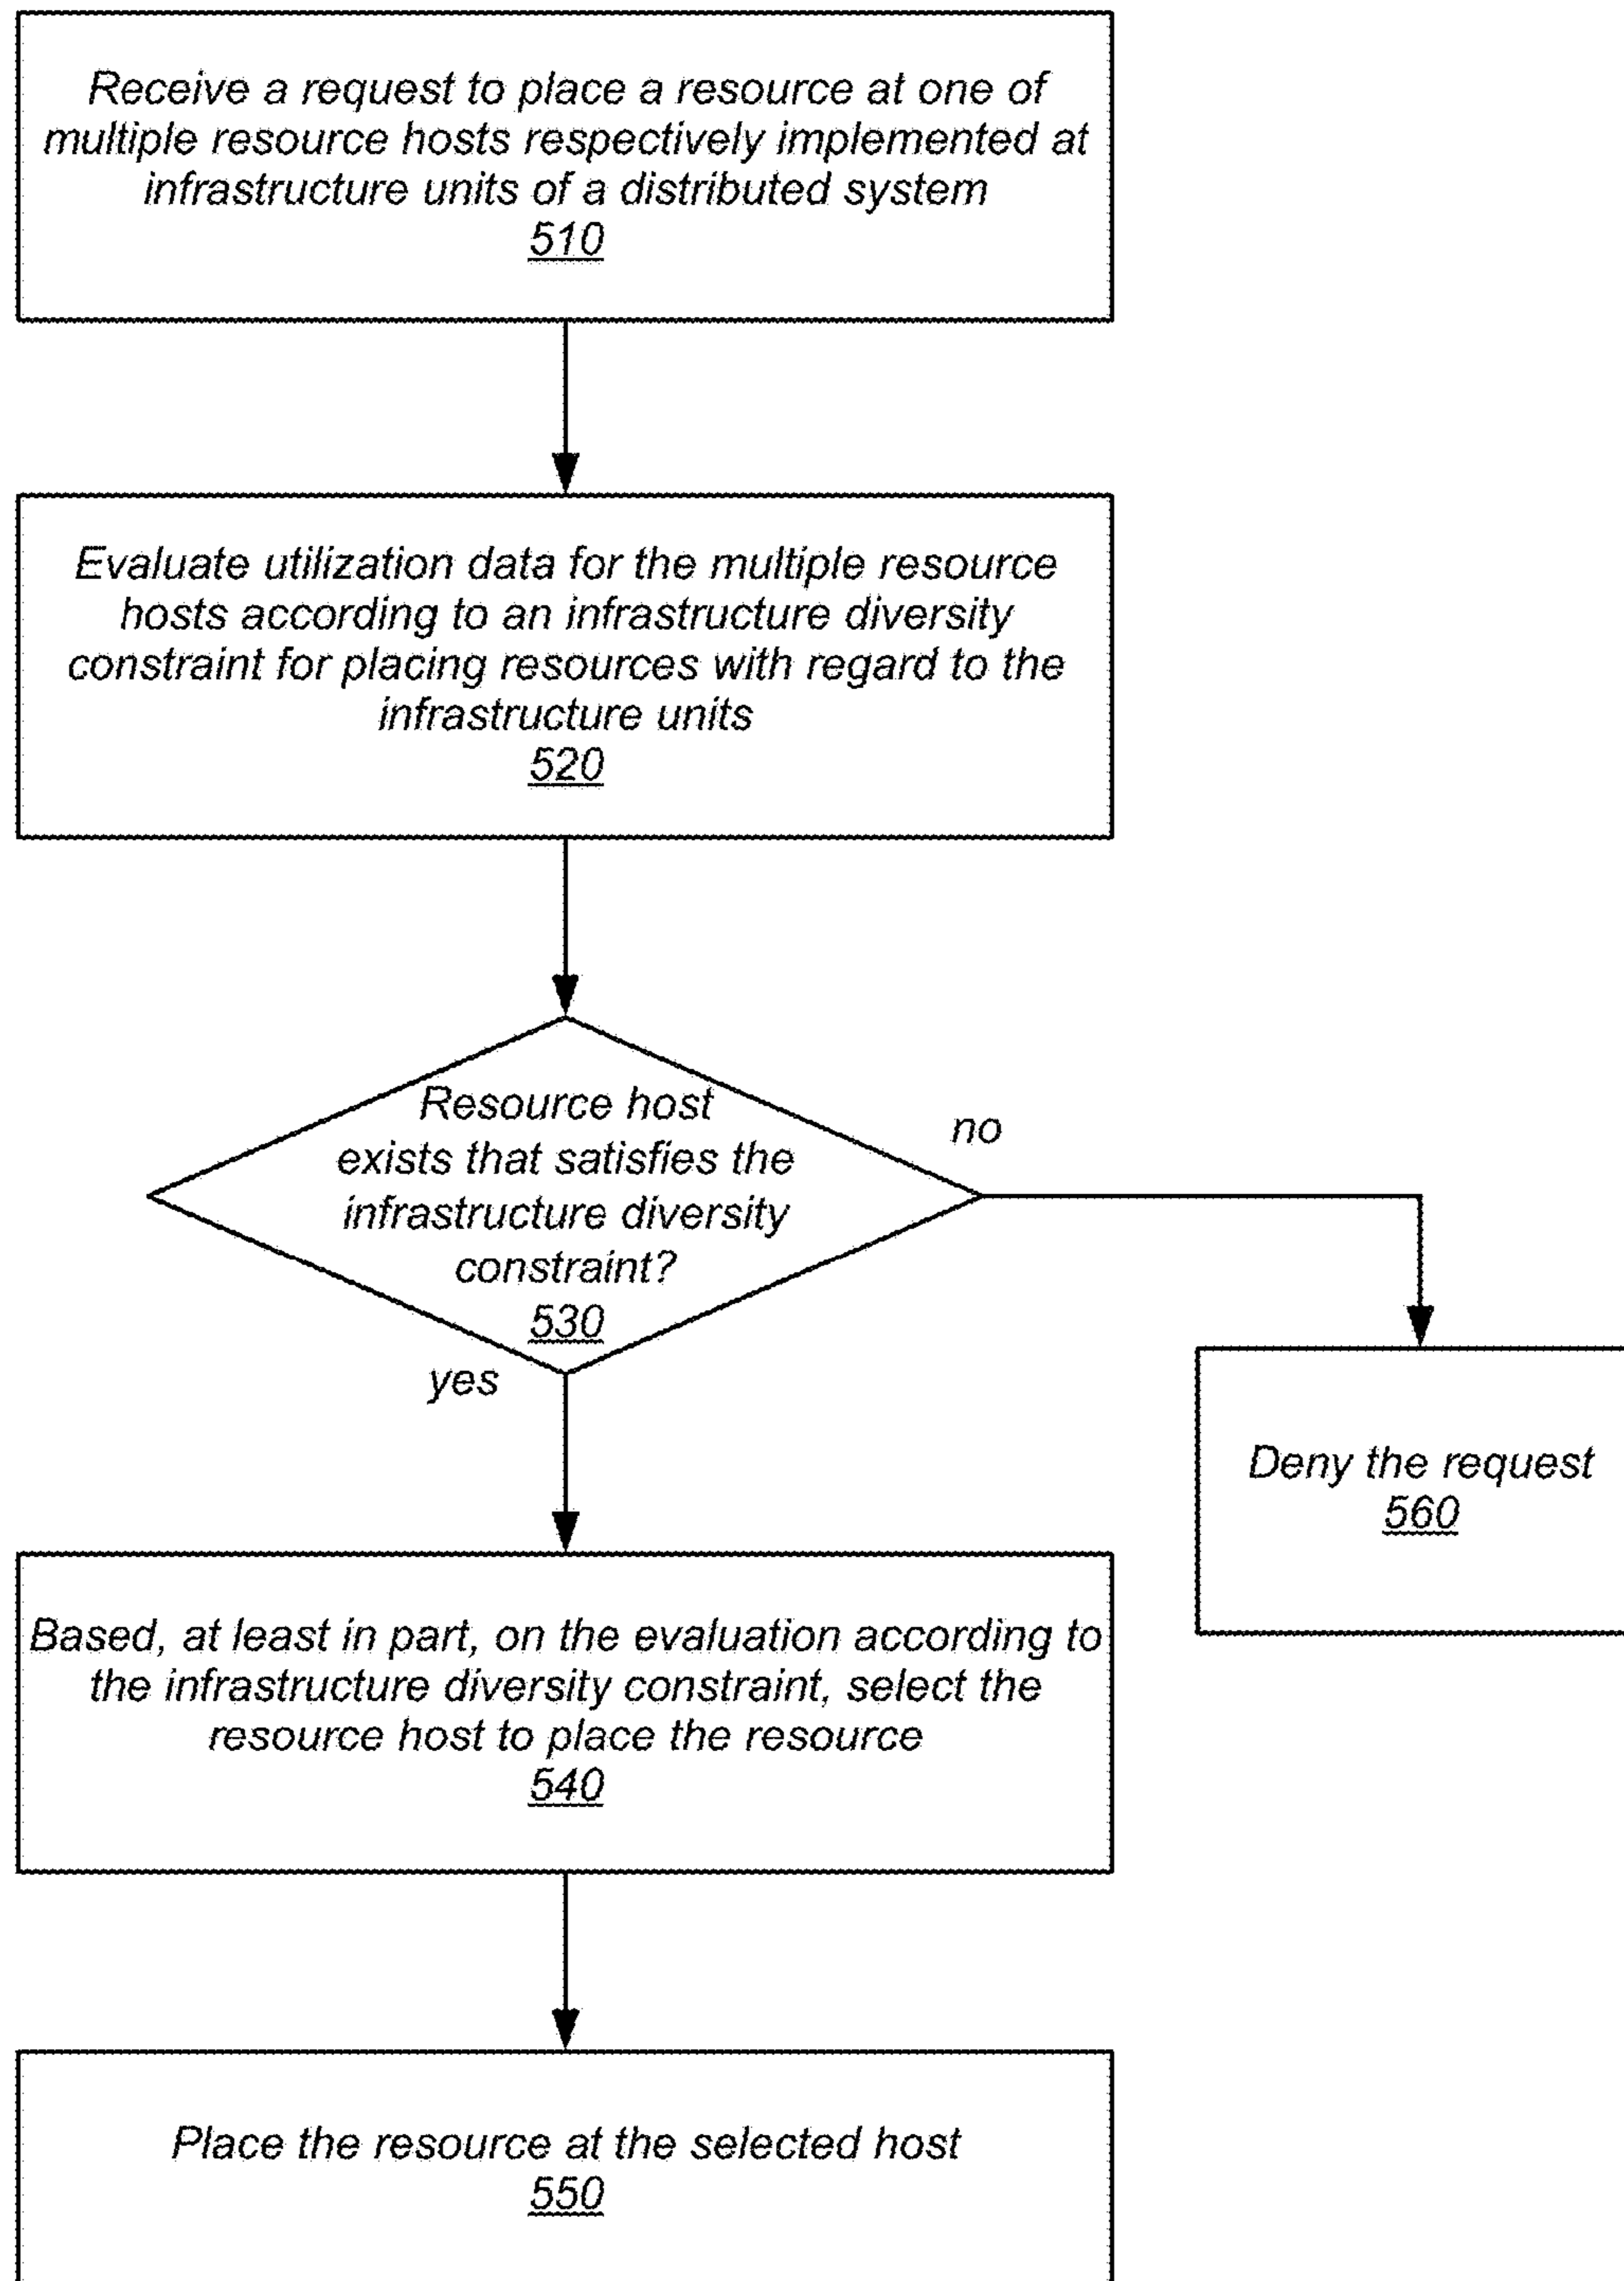 Receive a request to place a resource at one of
multiple resource hosts respectively implemented at
infrastructure units of a distributed system
510
Evaluate utilization data for the multiple resource
hosts according to an infrastructure diversity
constraint for placing resources with regard to the
infrastructure units
520
Resource host
exists that satisfies the
infrastructure diversity
constraint?
530
no
yes
Deny the request
560
Based, at least in part, on the evaluation according to
the infrastructure diversity constraint, select the
resource host to place the resource
540
Place the resource at the selected host
550